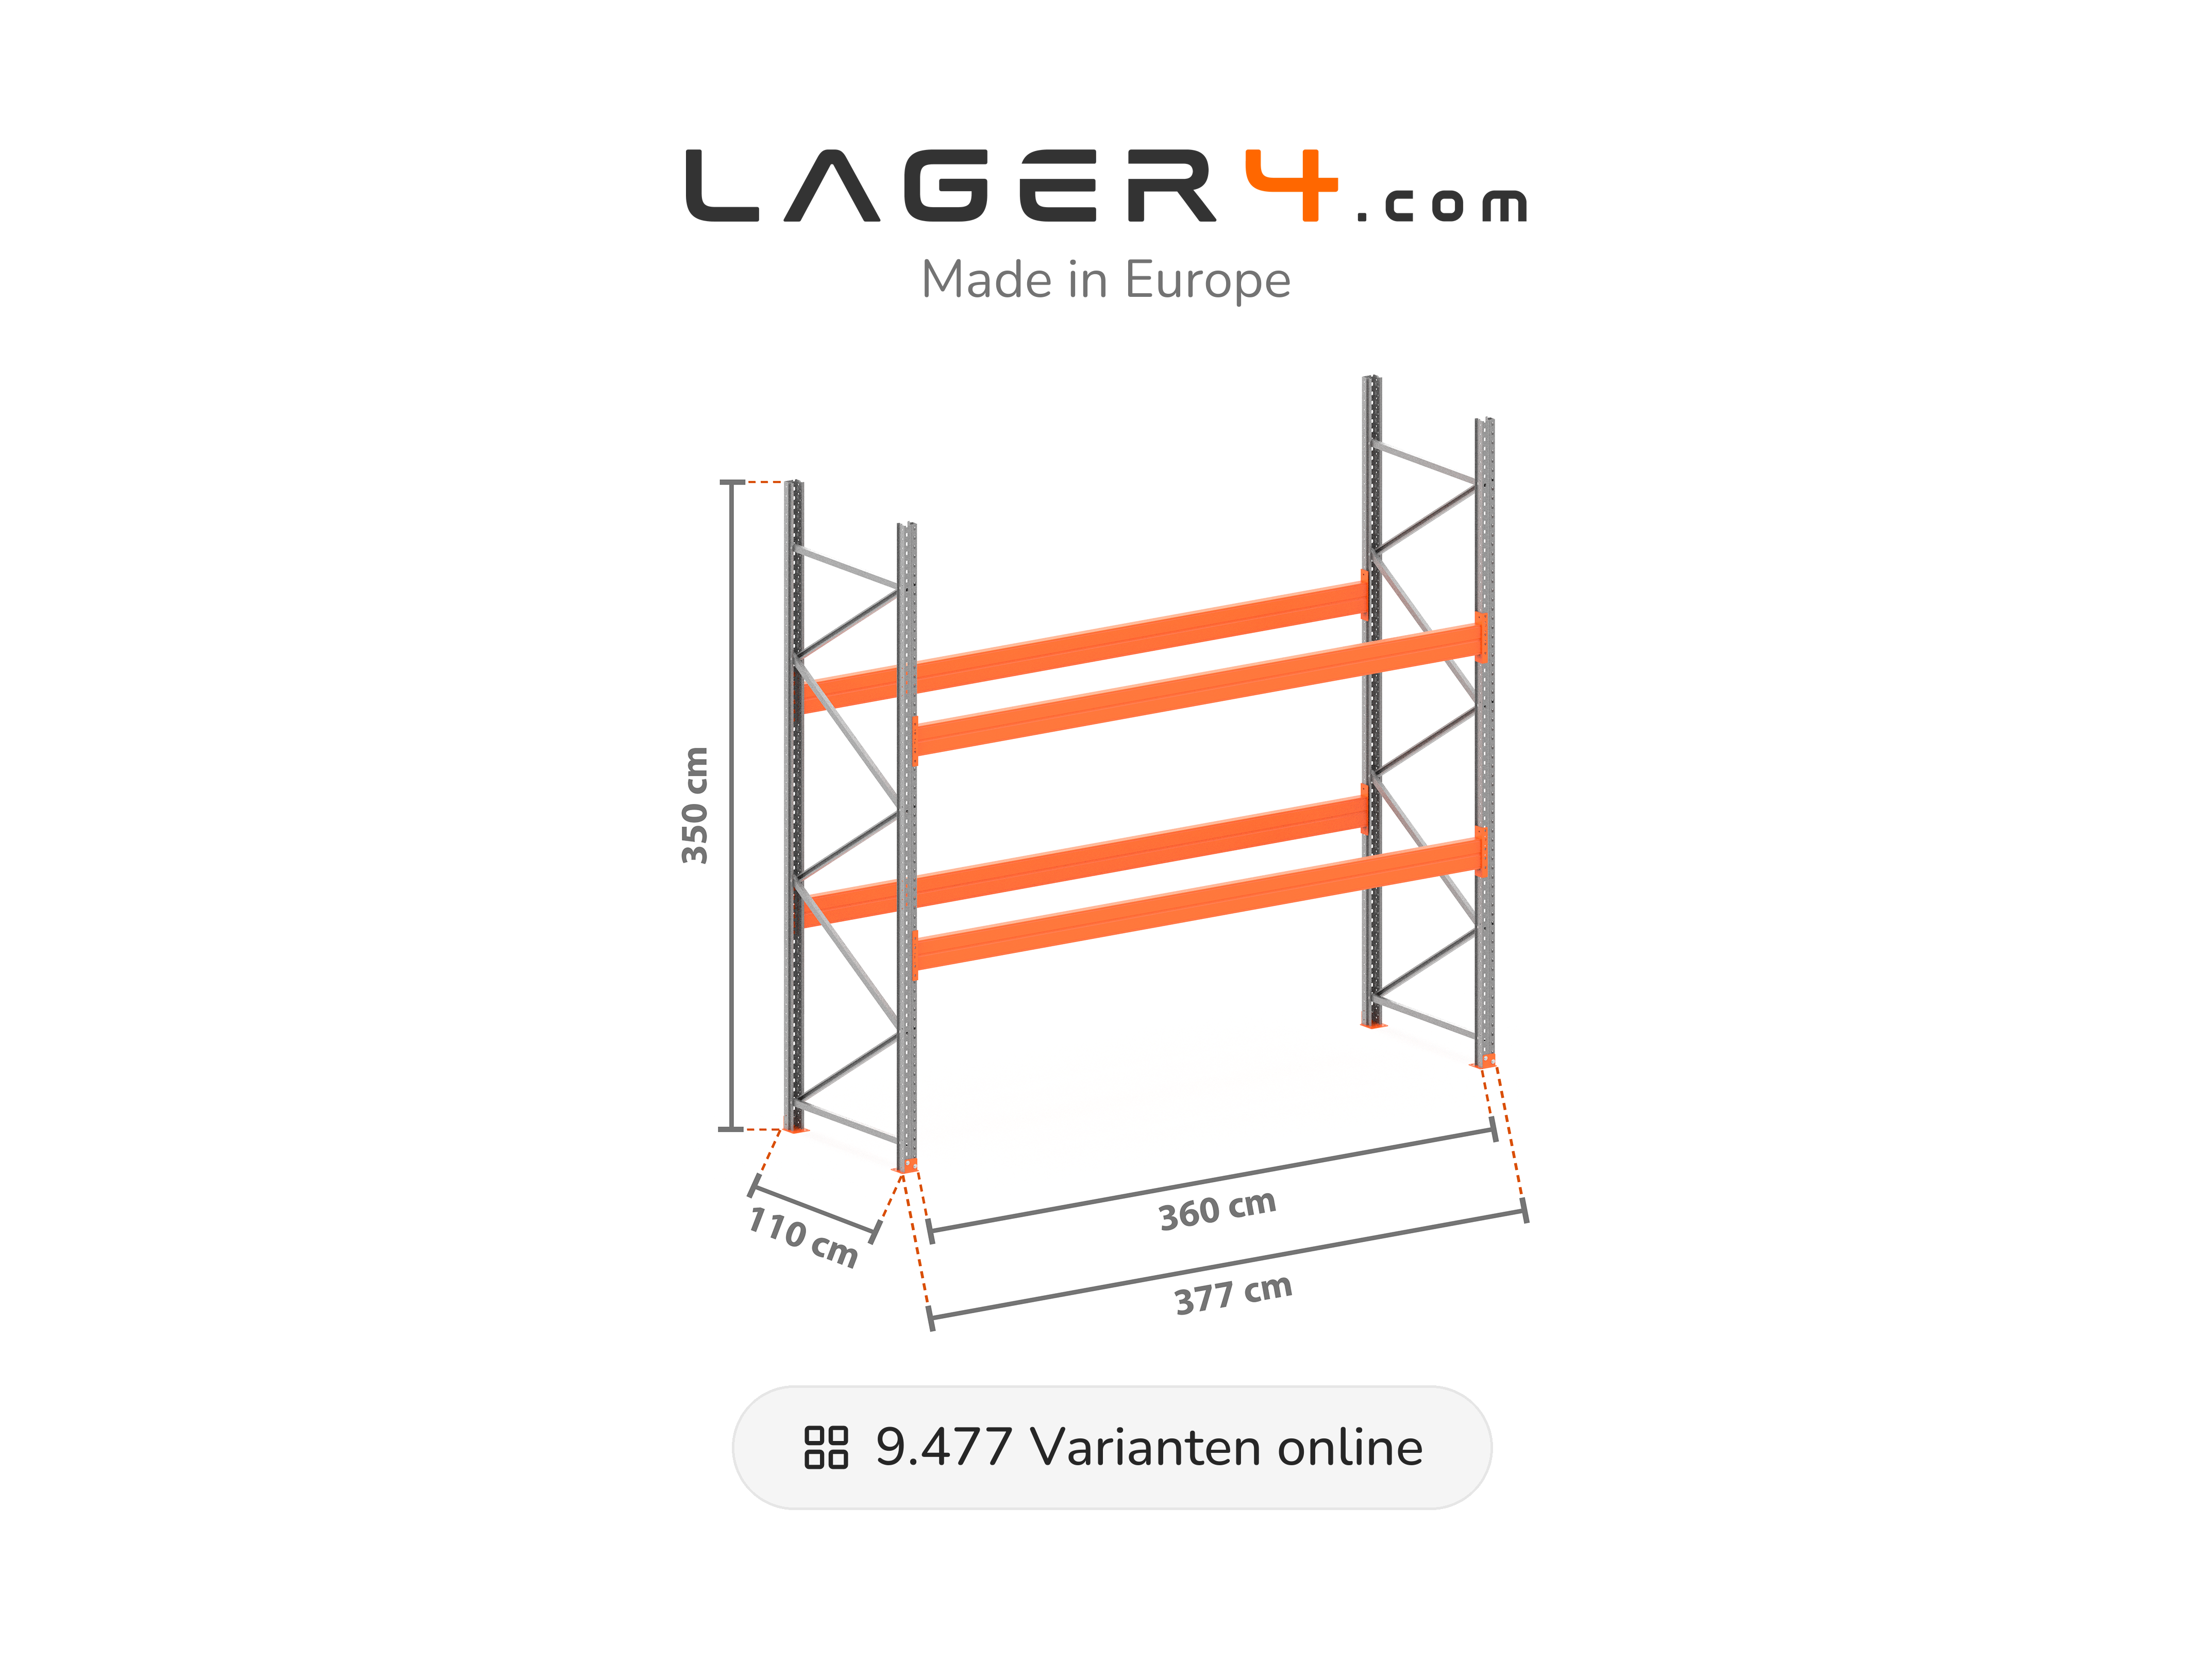 LAGER4.com
Made in Europe
350 cm
110 cm
360 cm
377 cm
9.477 Varianten online